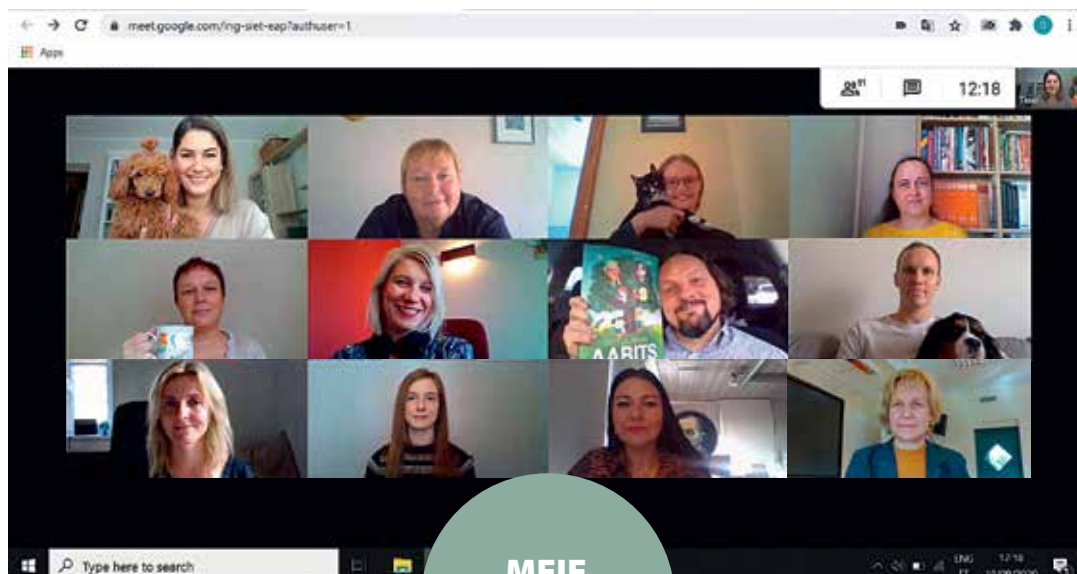 meet.google.com/ing-siet-eap?authuser=1
Apps
12:18
AABITS
MEIE
Type here to search
ENG
12:18